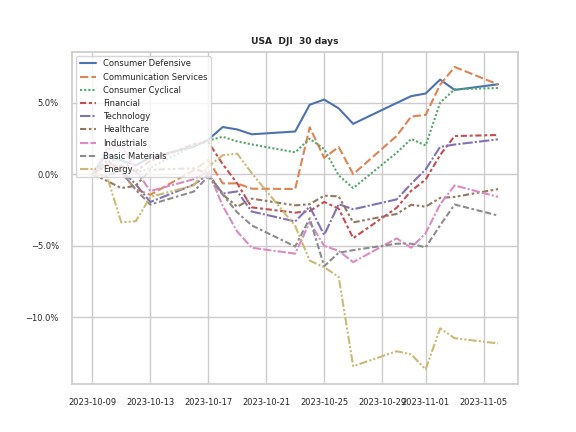 USA DJI 30 days
Consumer Defensive
Communication Services
Consumer Cyclical
Financial
Technology
Healthcare
Industrials
Basic Materials
Energy
5.0%
0.0%
−5.0%
−10.0%
2023-10-09 2023-10-13 2023-10-17 2023-10-21 2023-10-25 2023-10-29 2023-11-01 2023-11-05